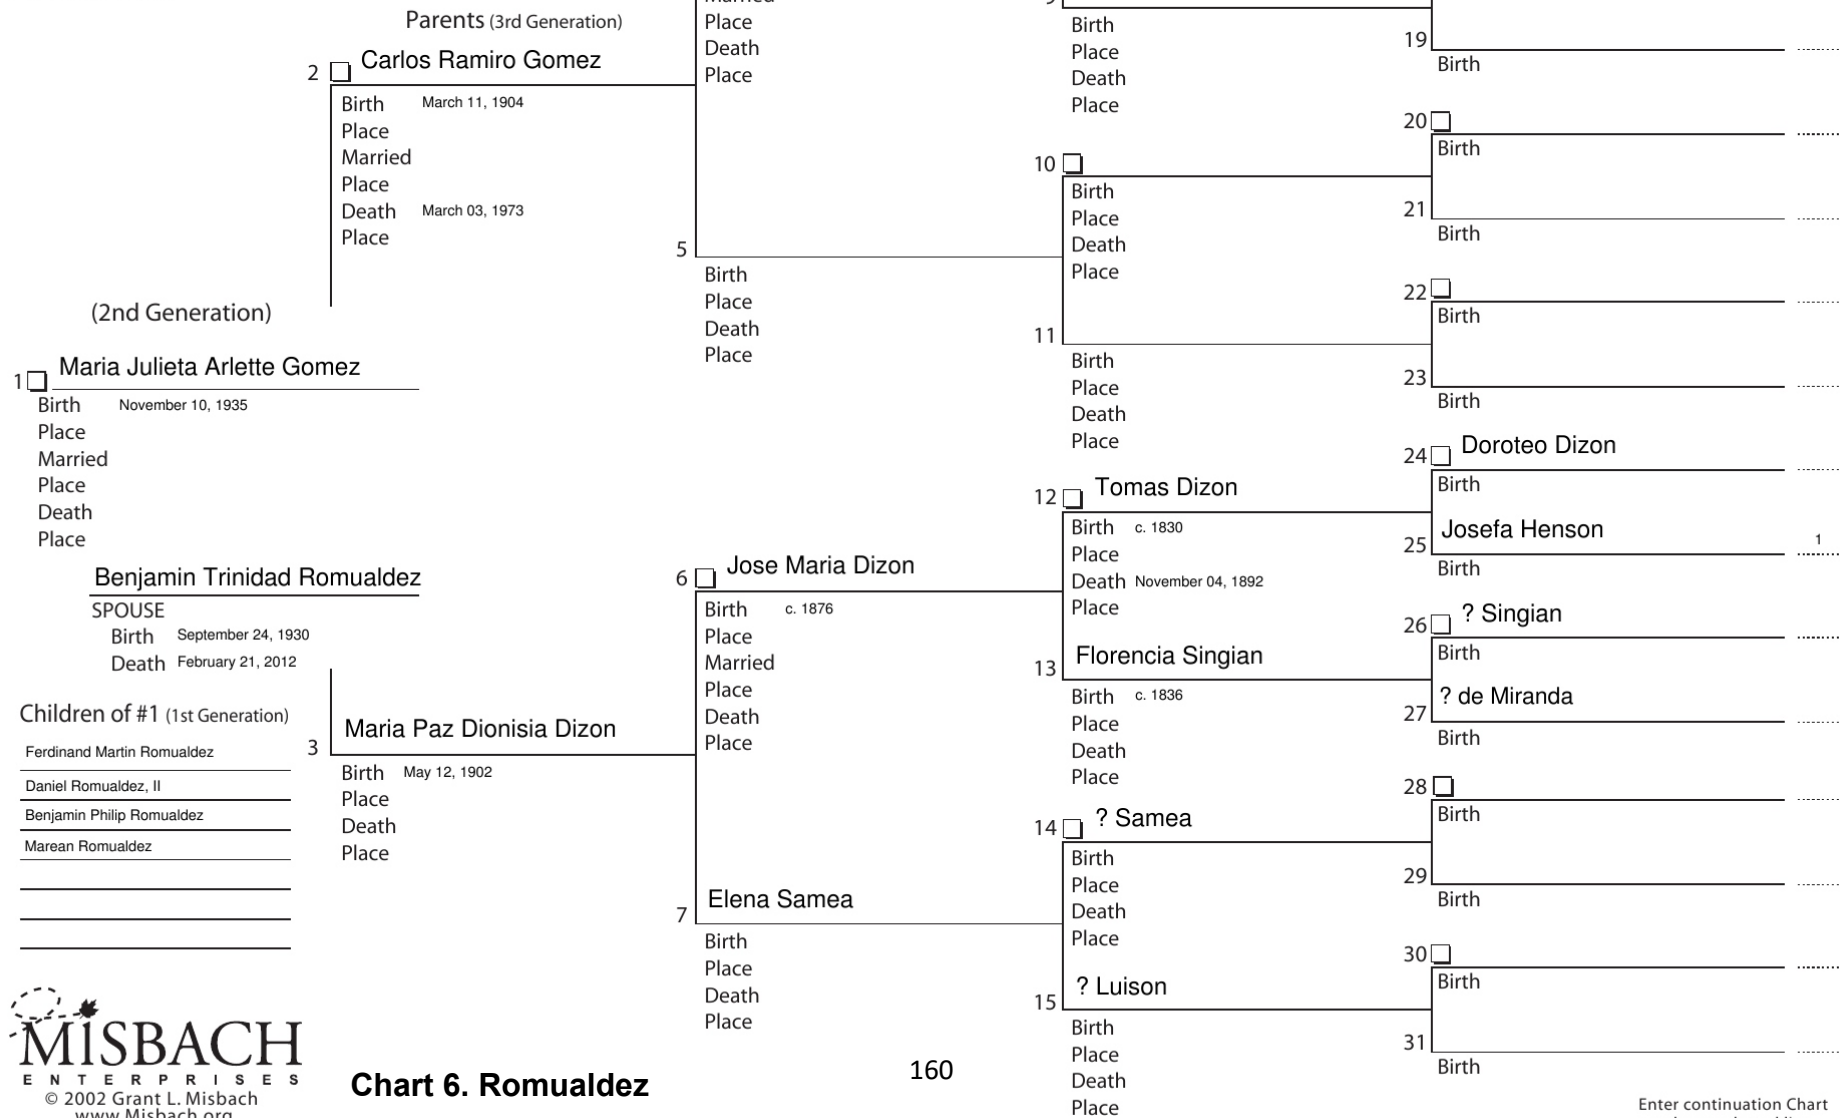 Parents (3rd Generation)
2 Carlos Ramiro Gomez
Birth March 11, 1904
Place
Married
Place
Death March 03, 1973
Place
(2nd Generation)
1 Maria Julieta Arlette Gomez
Birth November 10, 1935
Place
Married
Place
Death
Place
Benjamin Trinidad Romualdez
SPOUSE
Birth September 24, 1930
Death February 21, 2012
Children of #1 (1st Generation)
Ferdinand Martin Romualdez
Daniel Romualdez, II
Benjamin Philip Romualdez
Marean Romualdez
3 Maria Paz Dionisia Dizon
Birth May 12, 1902
Place
Death
Place
Married
Place
Death
Place
5
Birth
Place
Death
Place
6 Jose Maria Dizon
Birth c. 1876
Place
Married
Place
Death
Place
7 Elena Samea
Birth
Place
Death
Place
9
Birth
Place
Death
Place
10
Birth
Place
Death
Place
11
Birth
Place
Death
Place
12 Tomas Dizon
Birth c. 1830
Place
Death November 04, 1892
Place
13 Florencia Singian
Birth c. 1836
Place
Death
Place
14 ? Samea
Birth
Place
Death
Place
15 ? Luison
Birth
Place
Death
Place
19
Birth
20
Birth
21
Birth
22
Birth
23
Birth
24 Doroteo Dizon
Birth
25 Josefa Henson 1
Birth
26 ? Singian
Birth
27 ? de Miranda
Birth
28
Birth
29
Birth
30
Birth
31
Birth
MISBACH
ENTERPRISES
© 2002 Grant L. Misbach
www.Misbach.org
Chart 6. Romualdez
160
Enter continuation Chart